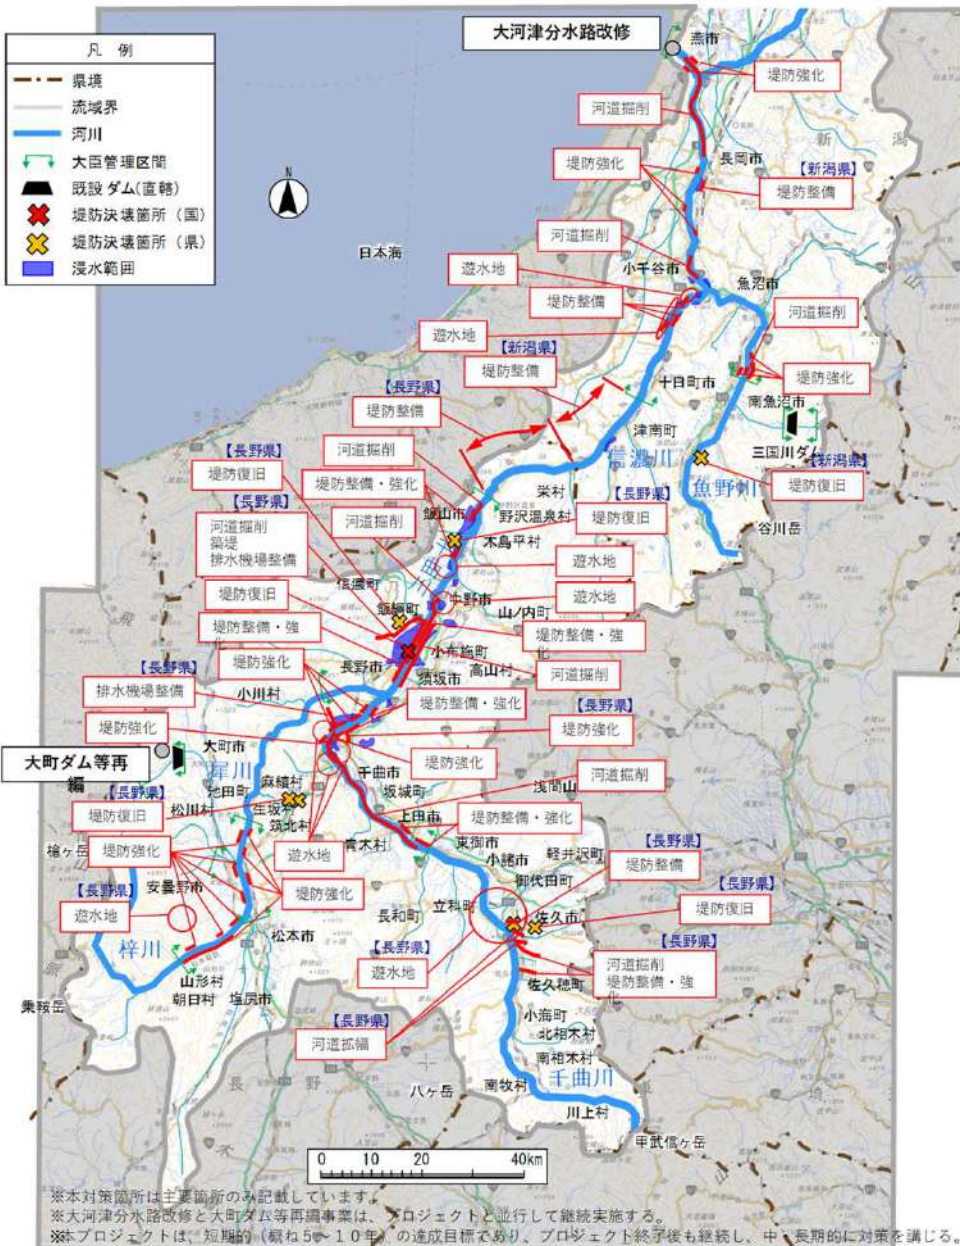 大河津分水路改修
燕市
凡 例
県境
流域界
河川
大臣管理区間
既設 ダム(直轄)
堤防決壊箇所（国）
堤防決壊箇所（県）
浸水範囲
N
日本海
堤防強化
河道掘削
新
潟
長岡市
堤防強化
【新潟県】
堤防整備
河道掘削
小千谷市
遊水地
魚沼市
堤防整備
河道掘削
遊水地
【新潟県】
堤防整備
堤防強化
十日町市
南魚沼市
【長野県】
堤防整備
津南町
三国川ダム
信濃川
河道掘削
【長野県】
堤防復旧
魚野川
【新潟県】
堤防復旧
堤防整備・強化
栄村
【長野県】
飯山市
野沢温泉村
堤防復旧
谷川岳
【長野県】
河道掘削
築堤
排水機場整備
河道掘削
木島平村
遊水地
信濃町
中野市
遊水地
堤防復旧
飯綱町
山ノ内町
堤防整備・強
化
堤防整備・強
化
小布施町
長野市
高山村
河道掘削
須坂市
堤防強化
【長野県】
排水機場整備
小川村
堤防整備・強化
【長野県】
堤防強化
堤防強化
大町市
堤防強化
大町ダム等再
編
犀川
千曲市
河道掘削
浅間山
麻績村
坂城町
池田町
【長野県】
堤防復旧
松川村
生坂村
筑北村
上田市
堤防整備・強化
東御市
槍ヶ岳
堤防強化
遊水地
青木村
小諸市
軽井沢町
【長野県】
堤防整備
御代田町
安曇野市
【長野県】
遊水地
堤防強化
立科町
佐久市
【長野県】
堤防復旧
長和町
松本市
梓川
【長野県】
遊水地
【長野県】
河道掘削
堤防整備・強
化
山形村
朝日村
塩尻市
佐久穂町
乗鞍岳
【長野県】
河道拡幅
小海町
北相木村
南相木村
長
野
八ヶ岳
南牧村
千曲川
川上村
甲武信ヶ岳
0 10 20 40km
※本対策箇所は主要箇所のみ記載しています。
※大河津分水路改修と大町ダム等再編事業は、プロジェクトと並行して継続実施する。
※本プロジェクトは、短期的（概ね５～１０年）の達成目標であり、プロジェクト終了後も継続し、中・長期的に対策を講じる。